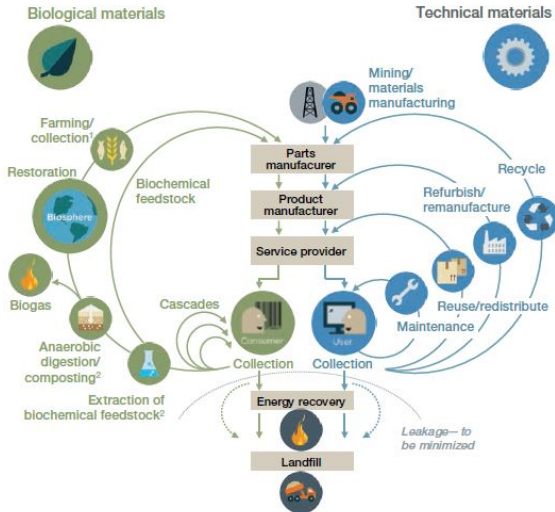 Biological materials
Technical materials
Mining/
materials
manufacturing
Farming/
collection1
Parts
manufacurer
Recycle
Restoration
Biochemical
feedstock
Refurbish/
remanufacture
Product
manufacturer
Biosphere
Service provider
Biogas
Cascades
Reuse/redistribute
Maintenance
Consumer
User
Anaerobic
digestion/
composting2
Collection
Collection
Extraction of
biochemical feedstock2
Energy recovery
Leakage—to
be minimized
Landfill